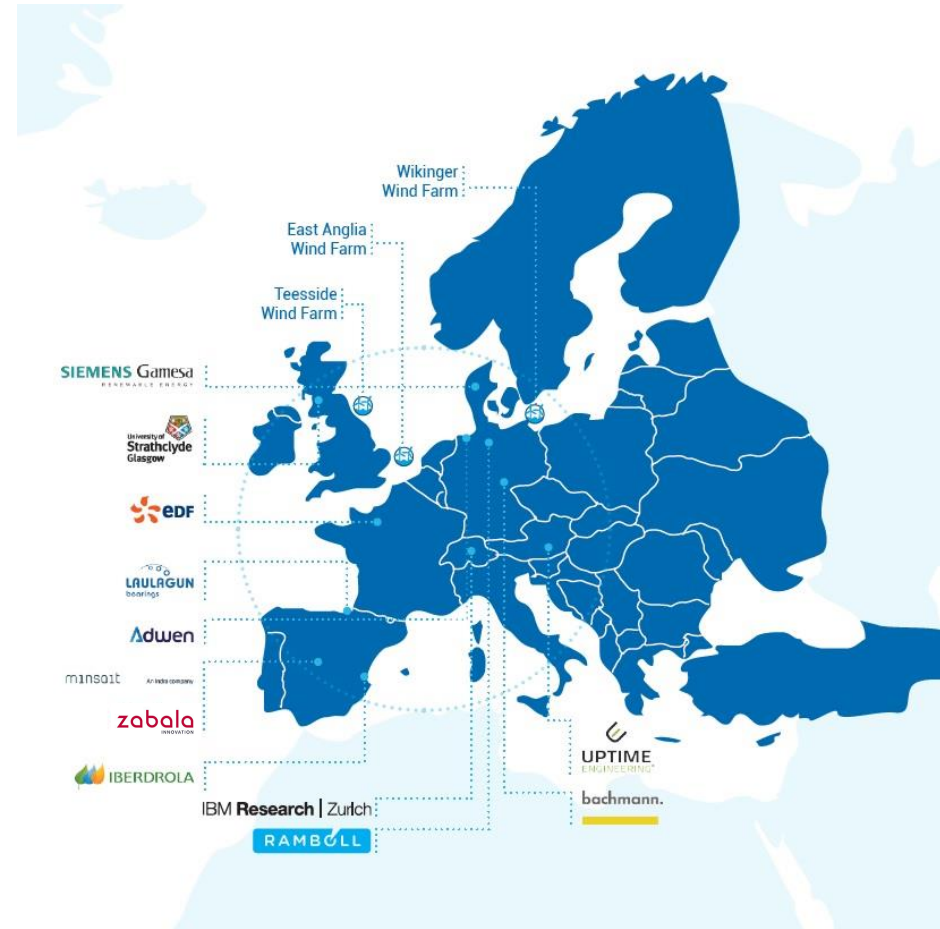 Wikinger
Wind Farm
East Anglia
Wind Farm
Teesside
Wind Farm
SIEMENS Gamesa
RENEWABLE ENERGY
University of
Strathclyde
Glasgow
eDF
LAULAGUN
bearings
Adwen
minsait
An Indra company
zabala
INNOVATION
IBERDROLA
IBM Research | Zurich
RAMBOLL
UPTIME
ENGINEERING
bachmann.